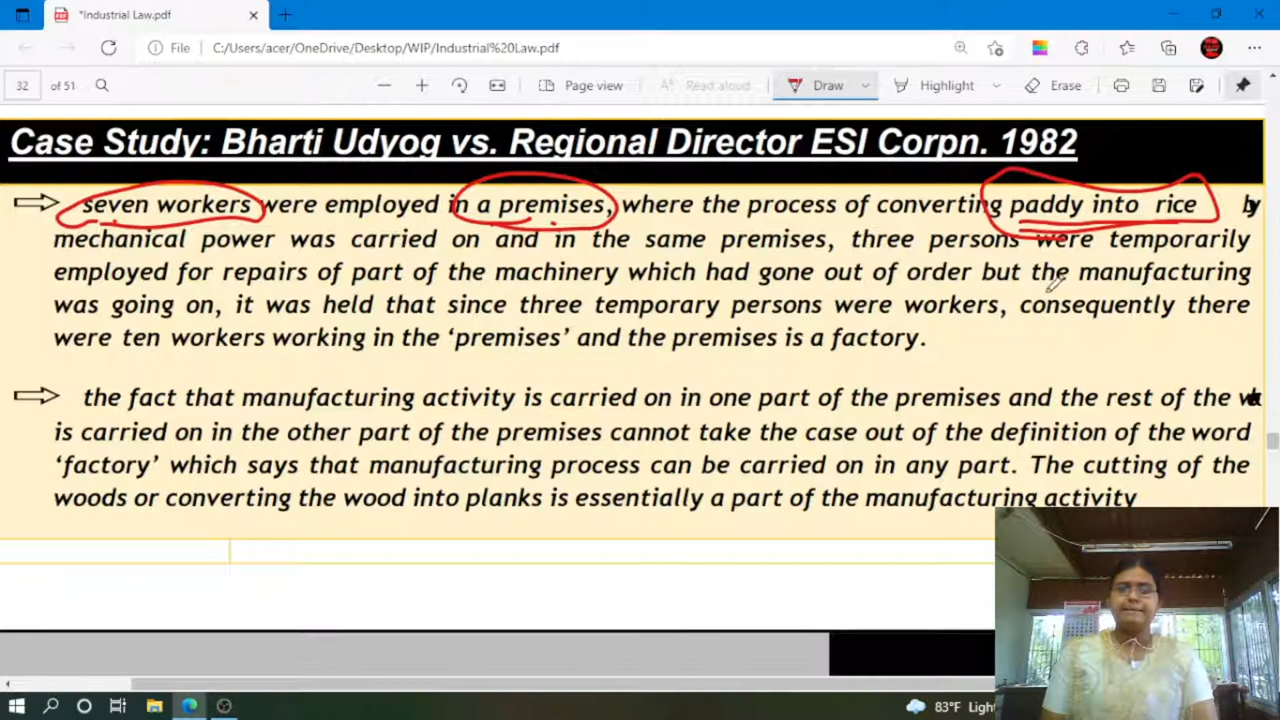 *Industrial Law.pdf
File C:/Users/acer/OneDrive/Desktop/WIP/Industrial%20Law.pdf
32 of 51 Page view Read aloud Draw Highlight Erase
Case Study: Bharti Udyog vs. Regional Director ESI Corpn. 1982
seven workers were employed in a premises, where the process of converting paddy into rice by
mechanical power was carried on and in the same premises, three persons were temporarily
employed for repairs of part of the machinery which had gone out of order but the manufacturing
was going on, it was held that since three temporary persons were workers, consequently there
were ten workers working in the ‘premises’ and the premises is a factory.
the fact that manufacturing activity is carried on in one part of the premises and the rest of the
is carried on in the other part of the premises cannot take the case out of the definition of the word
‘factory’ which says that manufacturing process can be carried on in any part. The cutting of the
woods or converting the wood into planks is essentially a part of the manufacturing activity
83°F